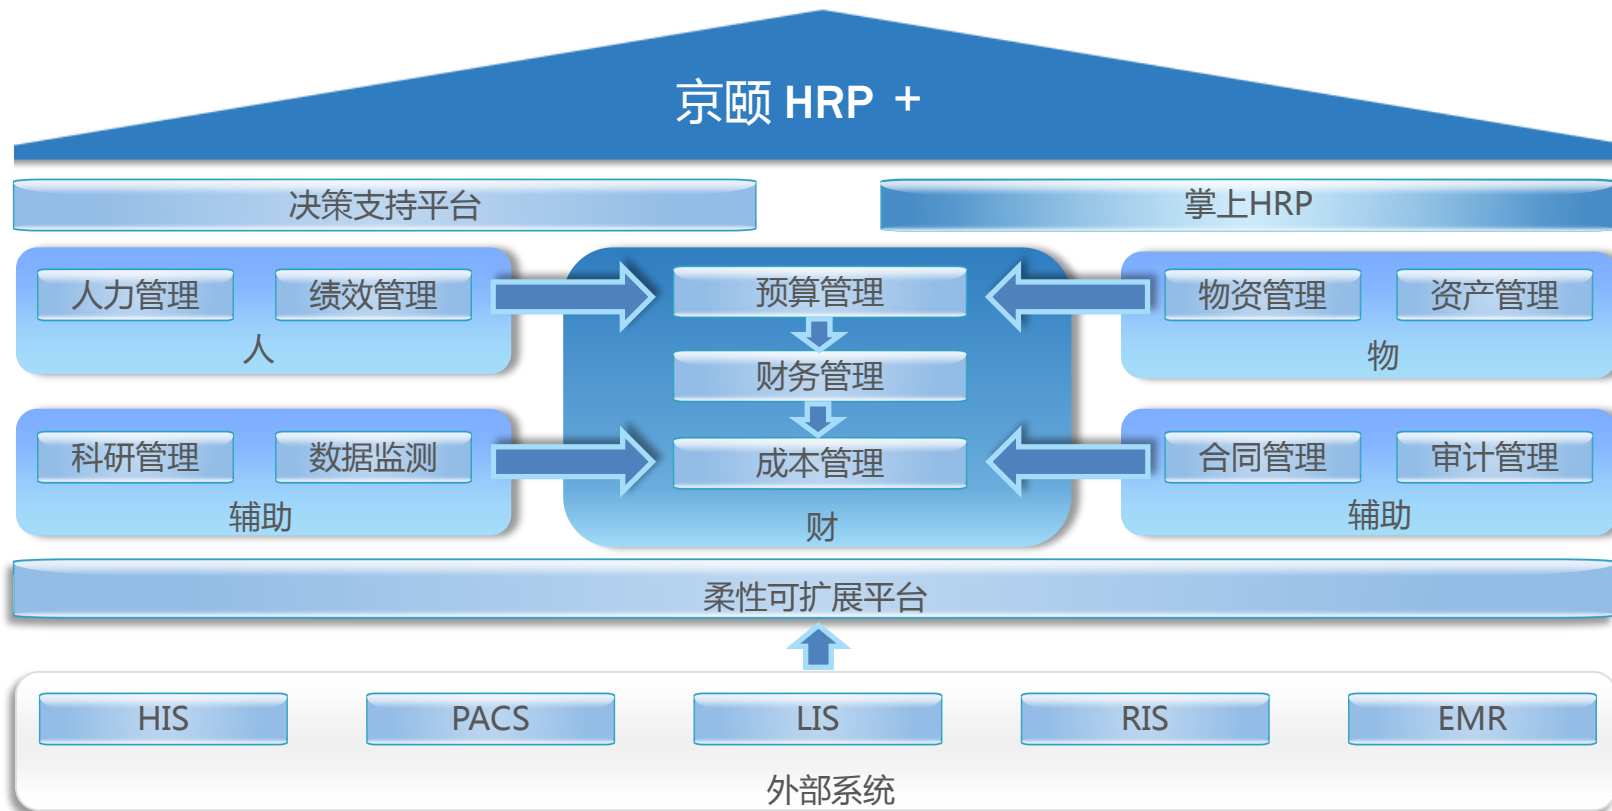 京颐 HRP +
决策支持平台
掌上HRP
人力管理
绩效管理
人
预算管理
财务管理
成本管理
财
物资管理
资产管理
物
科研管理
数据监测
辅助
合同管理
审计管理
辅助
柔性可扩展平台
HIS
PACS
LIS
RIS
EMR
外部系统